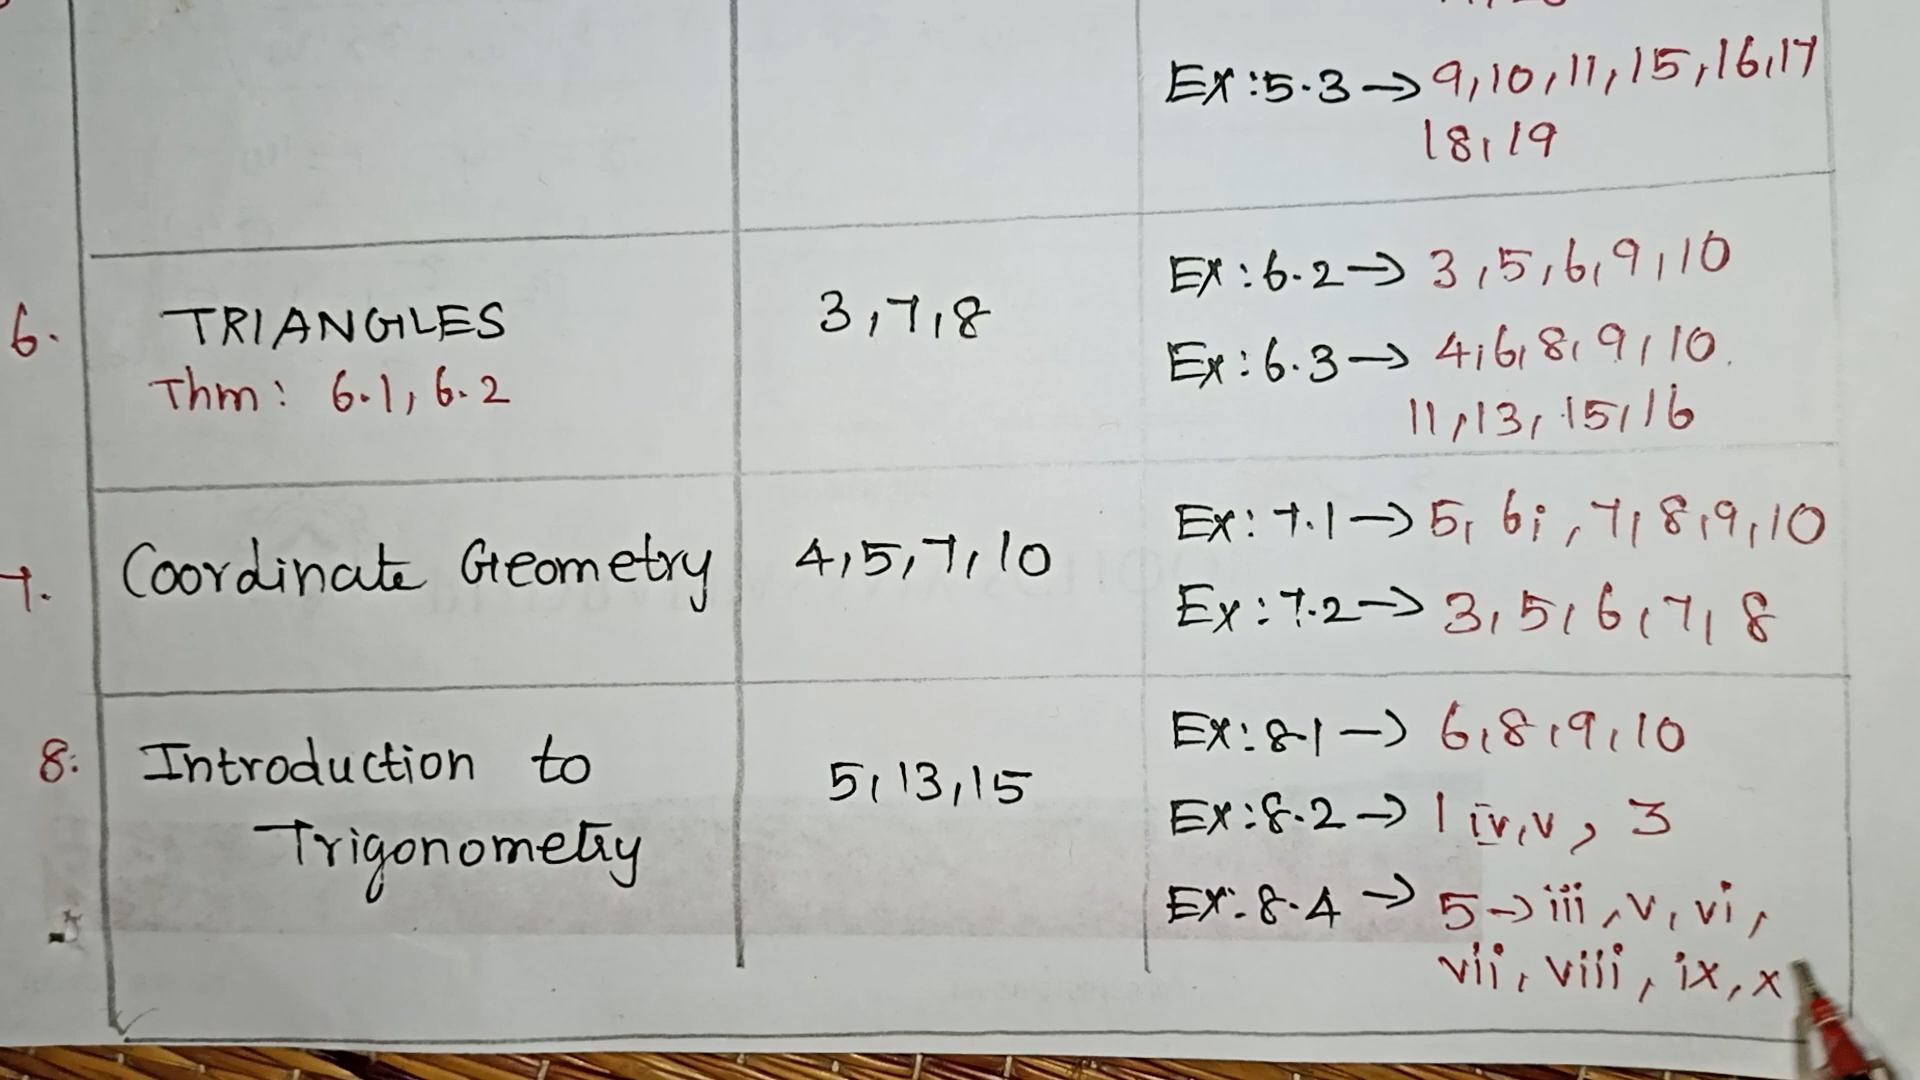 Ex:5.3→9,10,11,15,16,17
18,19
6.
TRIANGLES
Thm: 6.1, 6.2
3,7,8
Ex:6.2→ 3,5,6,9,10
Ex:6.3→ 4,6,8,9,10.
11,13,15,16
7.
Coordinate Geometry
4,5,7,10
Ex:7.1→5, 6i, 7,8,9,10
Ex:7.2→ 3,5,6,7,8
8.
Introduction to
Trigonometry
5,13,15
Ex:8.1→ 6,8,9,10
Ex:8.2→ 1 iv,v, 3
Ex:8.4→ 5→iii, v, vi,
vii, viii, ix, x